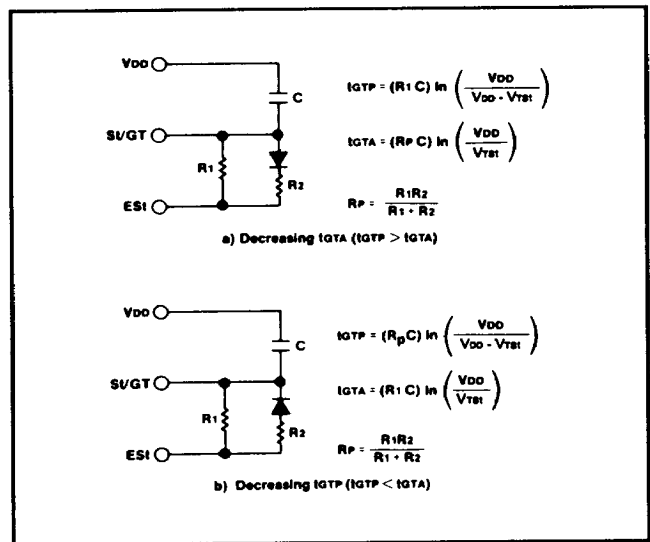 VDD
C
tGTP = (R1 C) ln ( VDD / VDD - VTSt )
St/GT
R1
R2
tGTA = (RP C) ln ( VDD / VTSt )
ESt
RP = R1R2 / R1 + R2
a) Decreasing tGTA (tGTP > tGTA)
VDD
C
tGTP = (RpC) ln ( VDD / VDD - VTSt )
St/GT
R1
R2
tGTA = (R1 C) ln ( VDD / VTSt )
ESt
RP = R1R2 / R1 + R2
b) Decreasing tGTP (tGTP < tGTA)